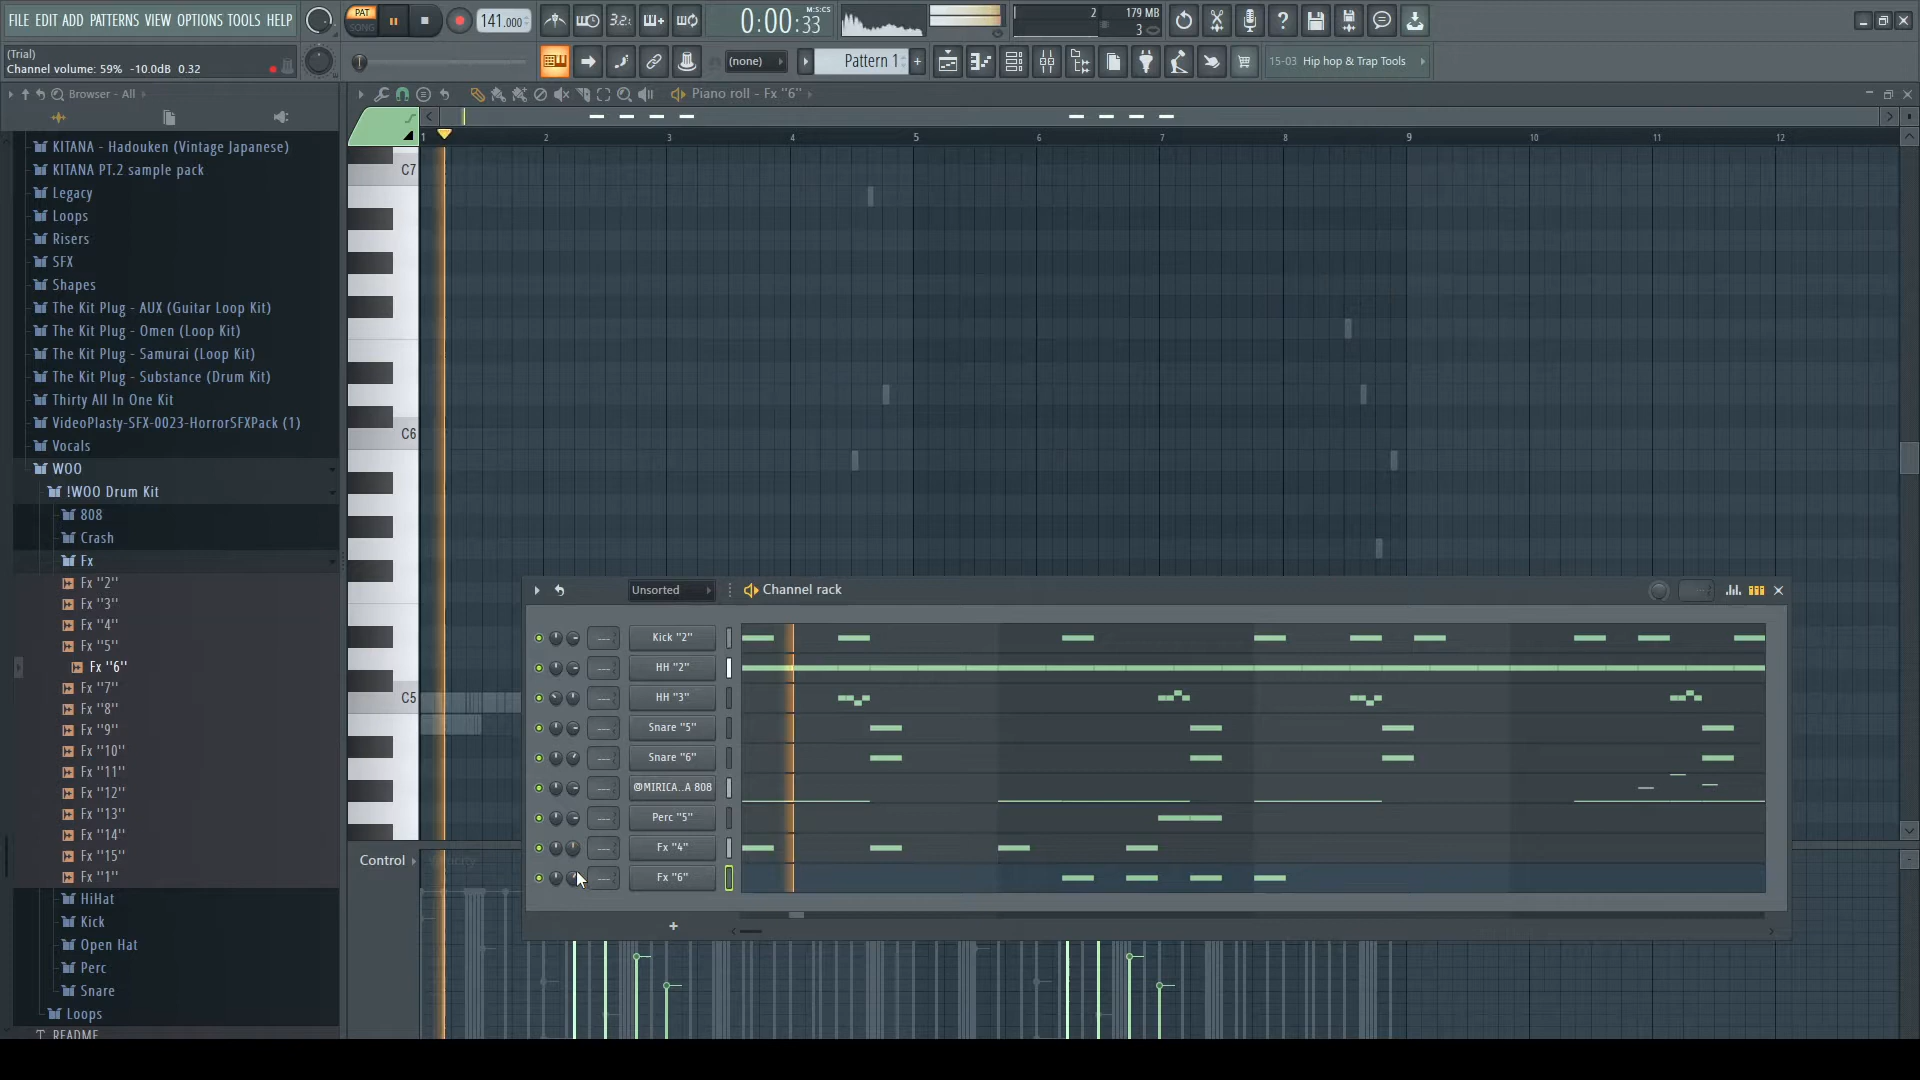 FILE EDIT ADD PATTERNS VIEW OPTIONS TOOLS HELP
PAT
SONG
141.000
3.2.
0:00:33
M:S:CS
2
179 MB
3
(Trial)
Channel volume: 59% -10.0dB 0.32
(none)
Pattern 1
+
15-03 Hip hop & Trap Tools
Browser - All
Piano roll - Fx "6"
1 2 3 4 5 6 7 8 9 10 11 12
C7
C6
C5
KITANA - Hadouken (Vintage Japanese)
KITANA PT.2 sample pack
Legacy
Loops
Risers
SFX
Shapes
The Kit Plug - AUX (Guitar Loop Kit)
The Kit Plug - Omen (Loop Kit)
The Kit Plug - Samurai (Loop Kit)
The Kit Plug - Substance (Drum Kit)
Thirty All In One Kit
VideoPlasty-SFX-0023-HorrorSFXPack (1)
Vocals
WOO
!WOO Drum Kit
808
Crash
Fx
Fx "2"
Fx "3"
Fx "4"
Fx "5"
Fx "6"
Fx "7"
Fx "8"
Fx "9"
Fx "10"
Fx "11"
Fx "12"
Fx "13"
Fx "14"
Fx "15"
Fx "1"
HiHat
Kick
Open Hat
Perc
Snare
Loops
README
Unsorted
Channel rack
Kick "2"
HH "2"
HH "3"
Snare "5"
Snare "6"
@MIRICA..A 808
Perc "5"
Fx "4"
Fx "6"
+
Control
Velocity